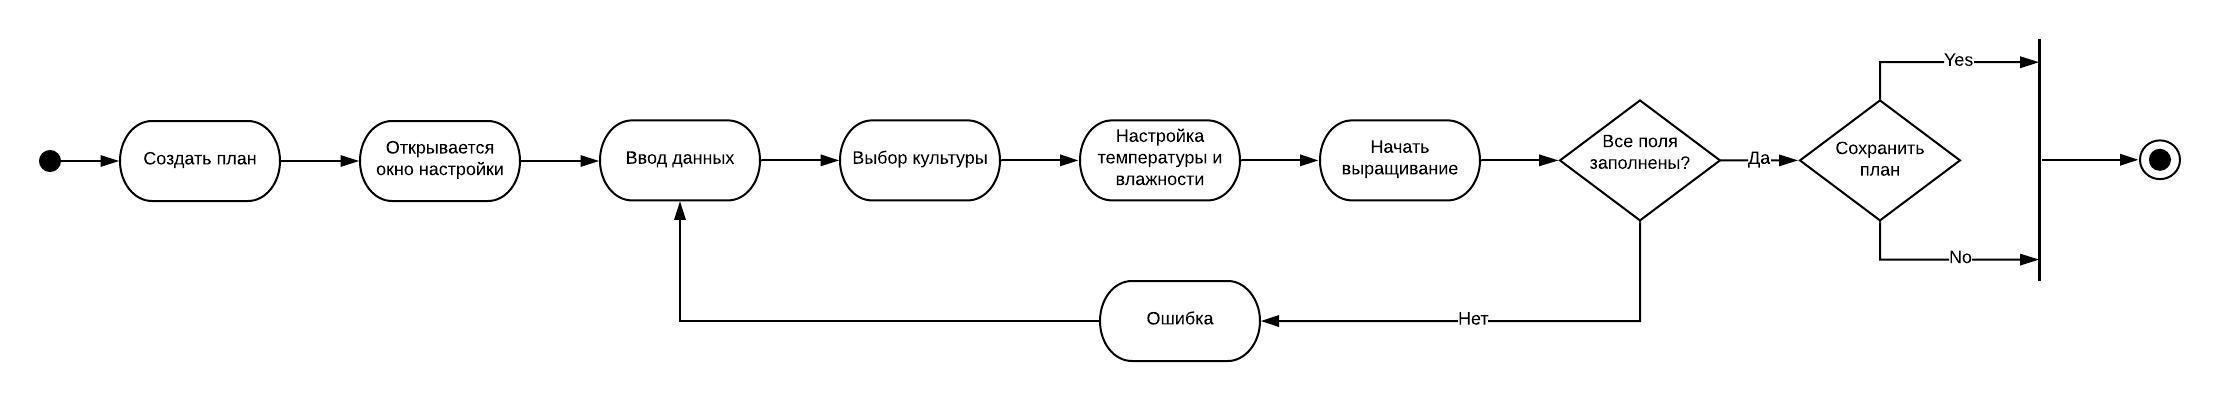 Создать план
Открывается
окно настройки
Ввод данных
Выбор культуры
Настройка
температуры и
влажности
Начать
выращивание
Все поля
заполнены?
Да
Сохранить
план
Yes
No
Нет
Ошибка